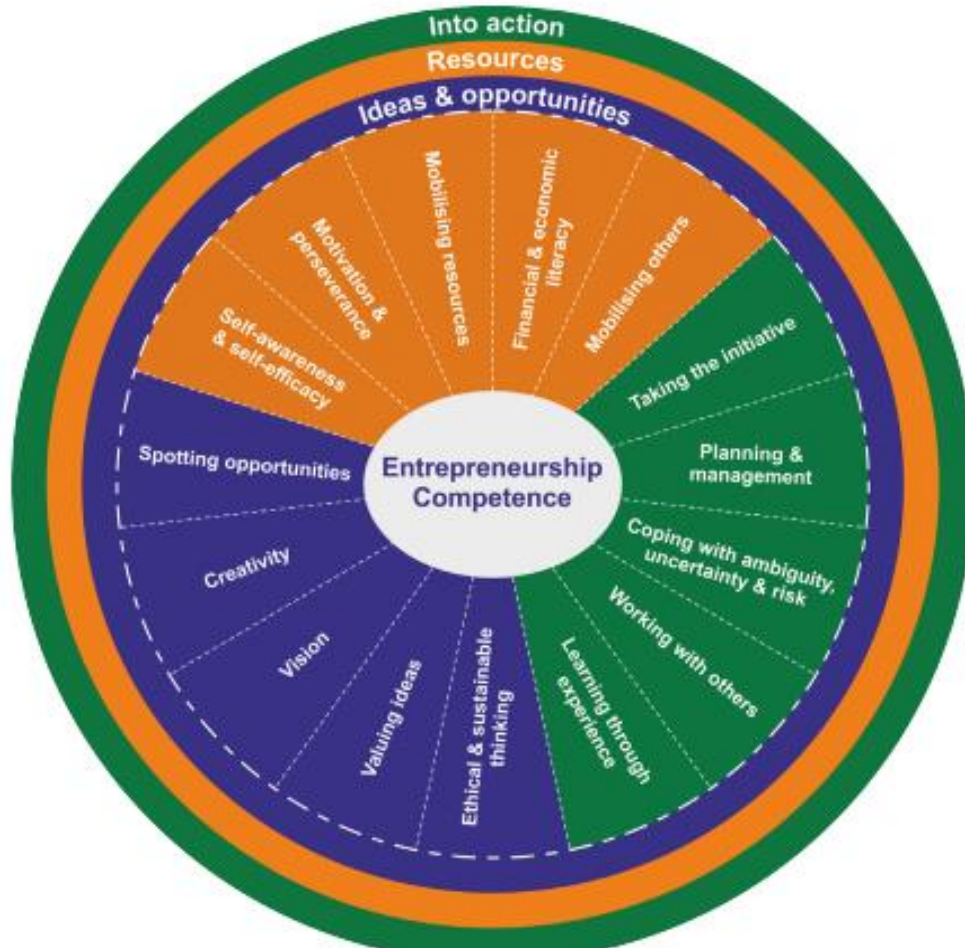 Into action
Resources
Ideas & opportunities
Mobilising resources
Financial & economic
literacy
Mobilising others
Taking the initiative
Planning &
management
Coping with ambiguity,
uncertainty & risk
Working with others
Learning through
experience
Ethical & sustainable
thinking
Valuing ideas
Vision
Creativity
Spotting opportunities
Self-awareness
& self-efficacy
Motivation &
perseverance
Entrepreneurship
Competence